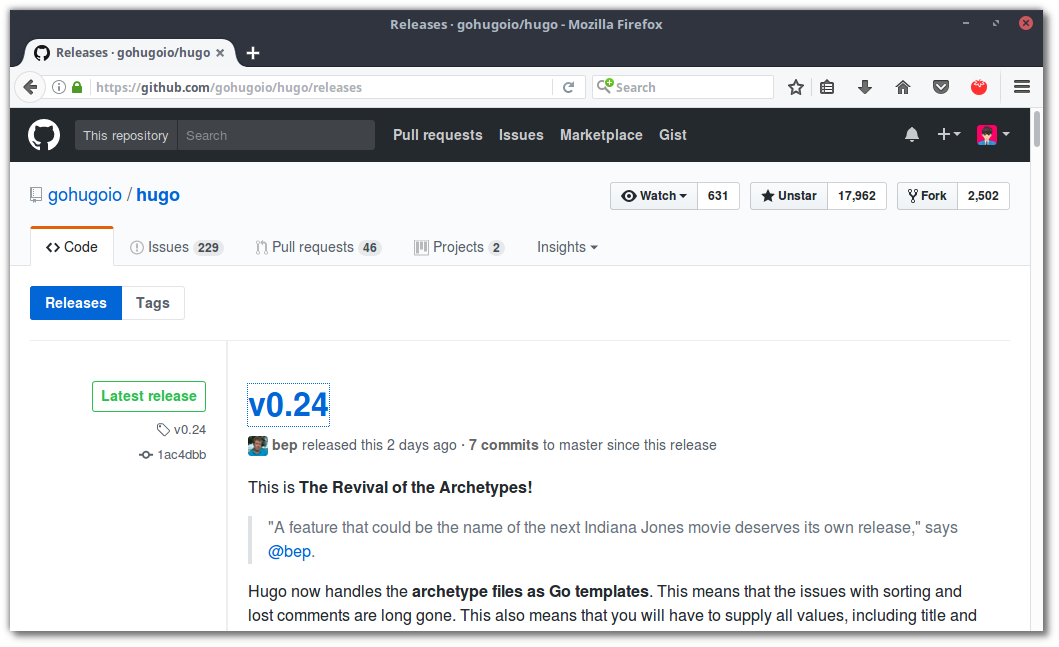 Releases · gohugoio/hugo - Mozilla Firefox
Releases · gohugoio/hugo
https://github.com/gohugoio/hugo/releases
Search
This repository Search Pull requests Issues Marketplace Gist
gohugoio / hugo
Watch 631 Unstar 17,962 Fork 2,502
Code Issues 229 Pull requests 46 Projects 2 Insights
Releases Tags
Latest release
v0.24
1ac4dbb
v0.24
bep released this 2 days ago · 7 commits to master since this release
This is The Revival of the Archetypes!
"A feature that could be the name of the next Indiana Jones movie deserves its own release," says
@bep.
Hugo now handles the archetype files as Go templates. This means that the issues with sorting and
lost comments are long gone. This also means that you will have to supply all values, including title and